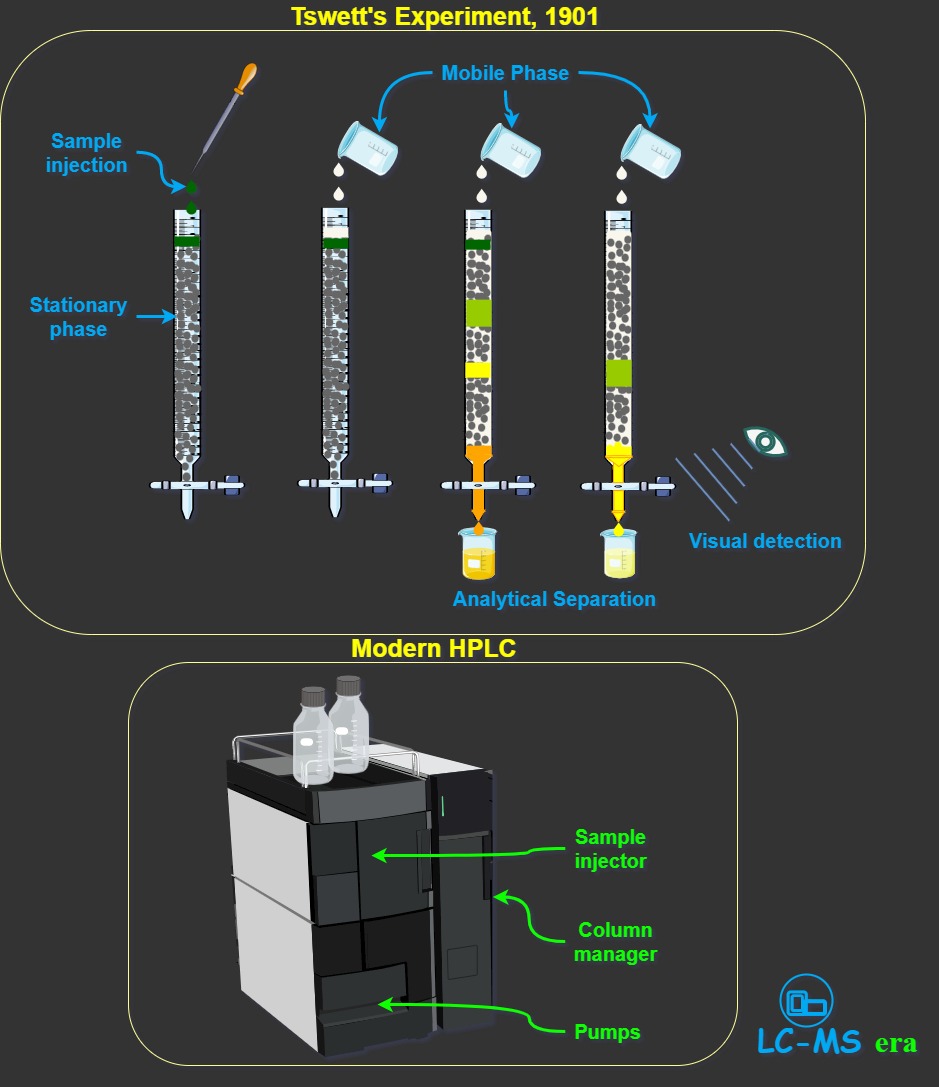 Tswett's Experiment, 1901
Mobile Phase
Sample
injection
Stationary
phase
Visual detection
Analytical Separation
Modern HPLC
Sample
injector
Column
manager
Pumps
LC-MS era